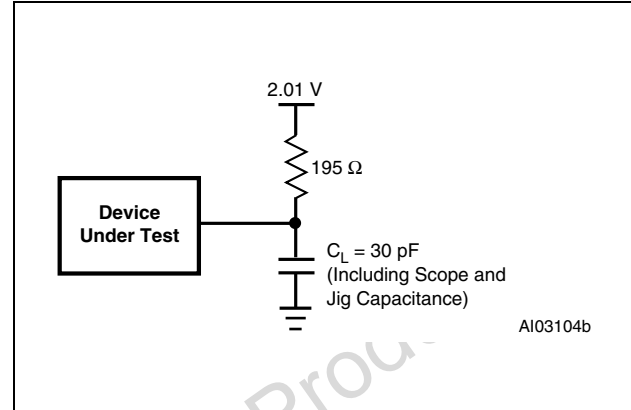 2.01 V
195 Ω
Device
Under Test
C_L = 30 pF
(Including Scope and
Jig Capacitance)
AI03104b